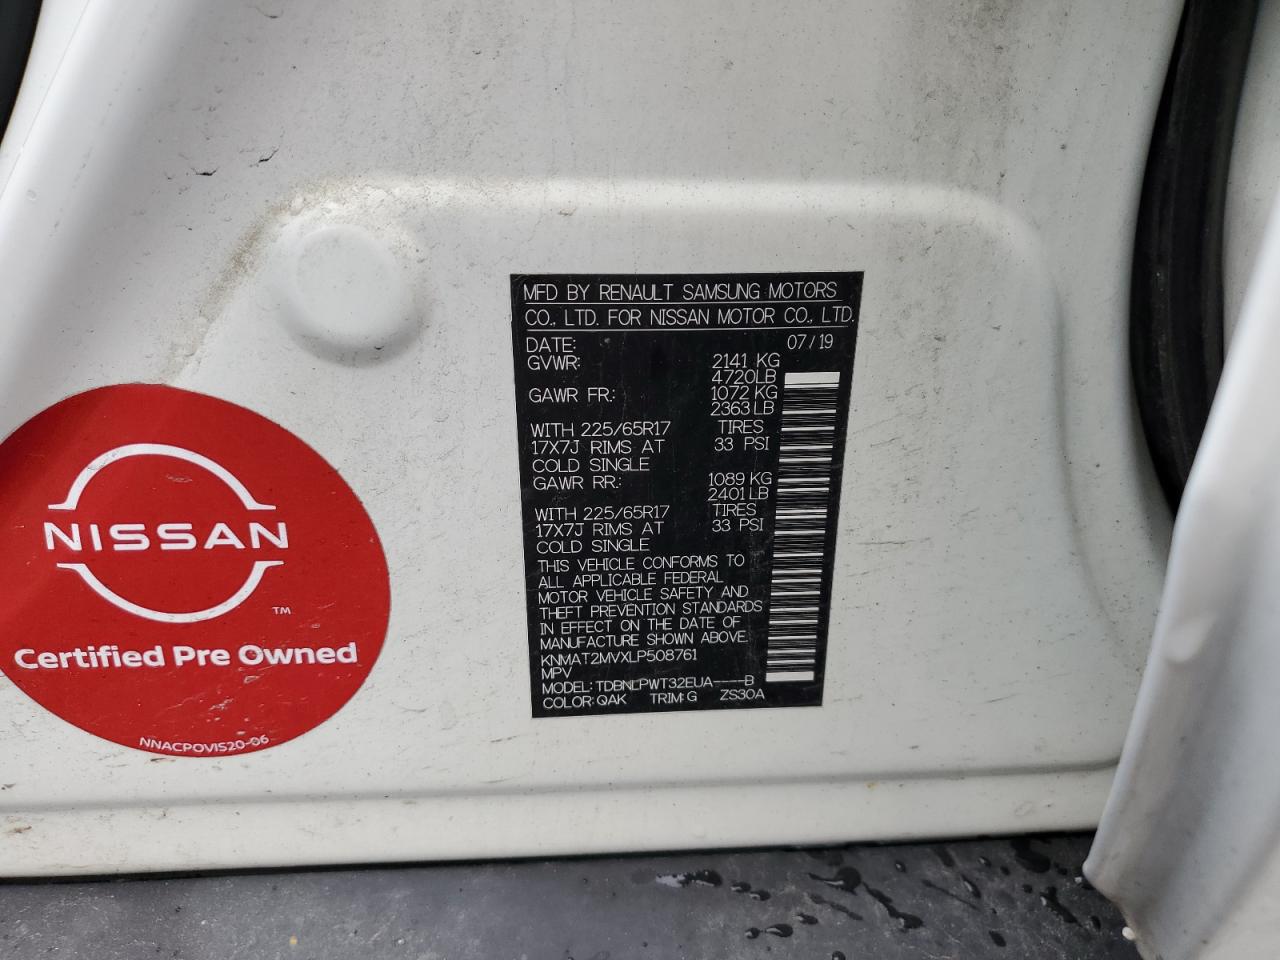 MFD BY RENAULT SAMSUNG MOTORS
CO., LTD. FOR NISSAN MOTOR CO., LTD.
DATE: 07/19
GVWR: 2141 KG
4720LB
GAWR FR.: 1072 KG
2363 LB
WITH 225/65R17 TIRES
17X7J RIMS AT 33 PSI
COLD SINGLE
GAWR RR.: 1089 KG
2401 LB
WITH 225/65R17 TIRES
17X7J RIMS AT 33 PSI
COLD SINGLE
THIS VEHICLE CONFORMS TO
ALL APPLICABLE FEDERAL
MOTOR VEHICLE SAFETY AND
THEFT PREVENTION STANDARDS
IN EFFECT ON THE DATE OF
MANUFACTURE SHOWN ABOVE.
KNMAT2MVXLP508761
MPV
MODEL: TDBNLPWT32EUA----B
COLOR: QAK TRIM: G ZS30A
NISSAN
TM
Certified Pre Owned
NNACPOVIS20-06